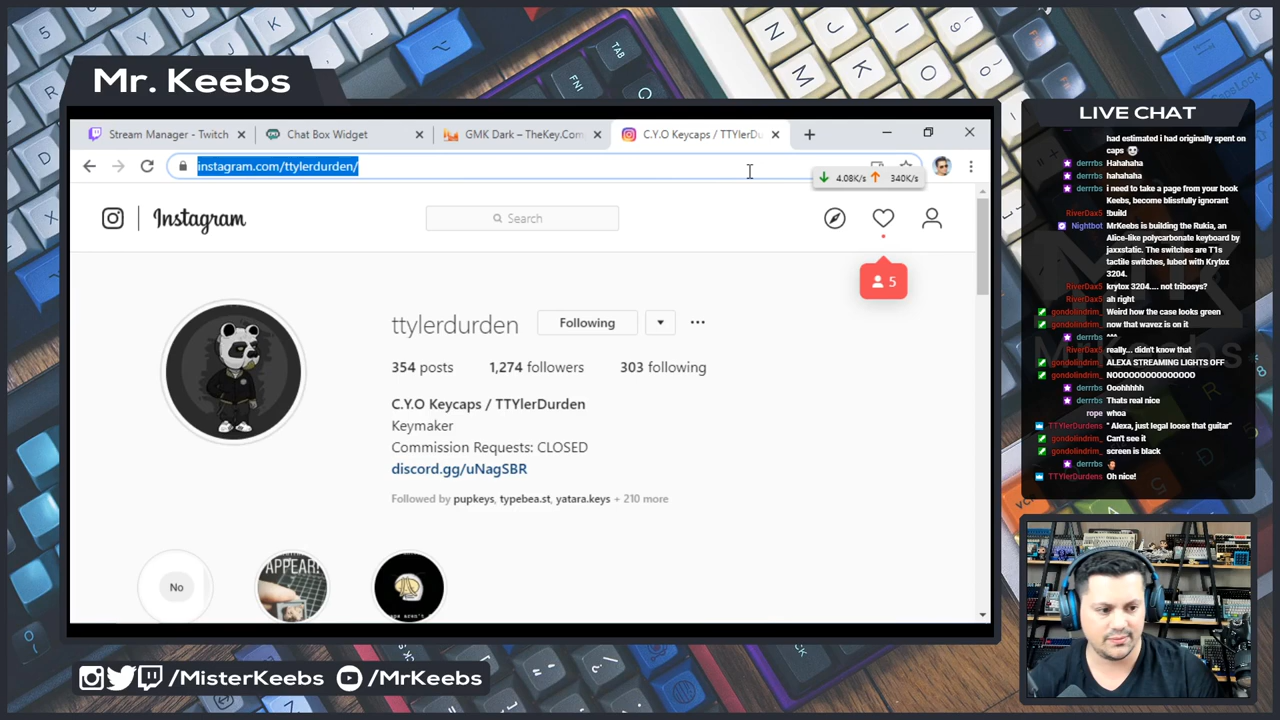 Mr. Keebs
Stream Manager - Twitch
Chat Box Widget
GMK Dark – TheKey.Com
C.Y.O Keycaps / TTYlerDu
instagram.com/ttylerdurden/
4.08K/s
340K/s
Instagram
Search
5
ttylerdurden
Following
354 posts
1,274 followers
303 following
C.Y.O Keycaps / TTYlerDurden
Keymaker
Commission Requests: CLOSED
discord.gg/uNagSBR
Followed by pupkeys, typebea.st, yatara.keys + 210 more
No
APPEAR!
/MisterKeebs
/MrKeebs
LIVE CHAT
had estimated i had originally spent on
caps
derrrbs Hahahaha
derrrbs hahahaha
derrrbs i need to take a page from your book
Keebs, become blissfully ignorant
RiverDax5 !build
Nightbot MrKeebs is building the Rukia, an
Alice-like polycarbonate keyboard by
jaxxstatic. The switches are T1s
tactile switches, lubed with Krytox
3204.
RiverDax5 krytox 3204.... not tribosys?
RiverDax5 ah right
gondolindrim_ Weird how the case looks green
gondolindrim_ now that wavez is on it
derrrbs ^^^
RiverDax5 really... didn't know that
gondolindrim_ ALEXA STREAMING LIGHTS OFF
gondolindrim_ NOOOOOOOOOOOOOO
derrrbs Ooohhhhh
derrrbs Thats real nice
rope whoa
TTYlerDurdens " Alexa, just legal loose that guitar"
gondolindrim_ Can't see it
gondolindrim_ screen is black
derrrbs
TTYlerDurdens Oh nice!